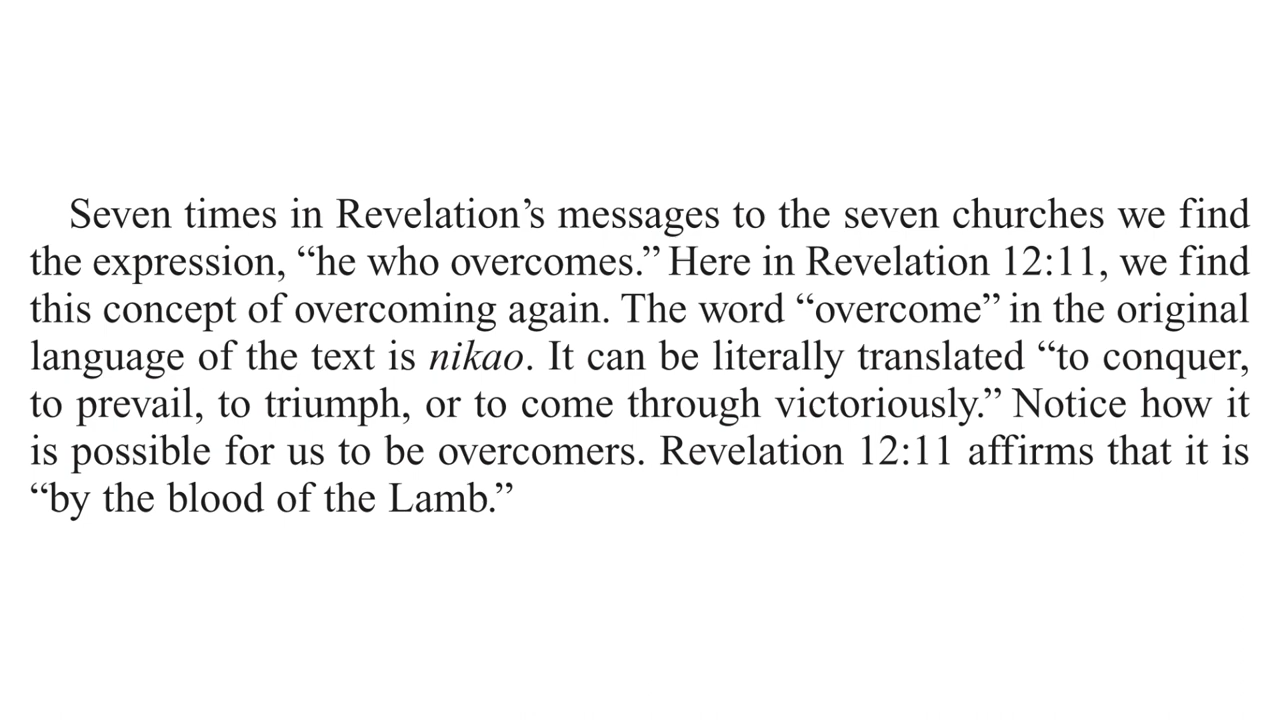 Seven times in Revelation’s messages to the seven churches we find
the expression, “he who overcomes.” Here in Revelation 12:11, we find
this concept of overcoming again. The word “overcome” in the original
language of the text is nikao. It can be literally translated “to conquer,
to prevail, to triumph, or to come through victoriously.” Notice how it
is possible for us to be overcomers. Revelation 12:11 affirms that it is
“by the blood of the Lamb.”